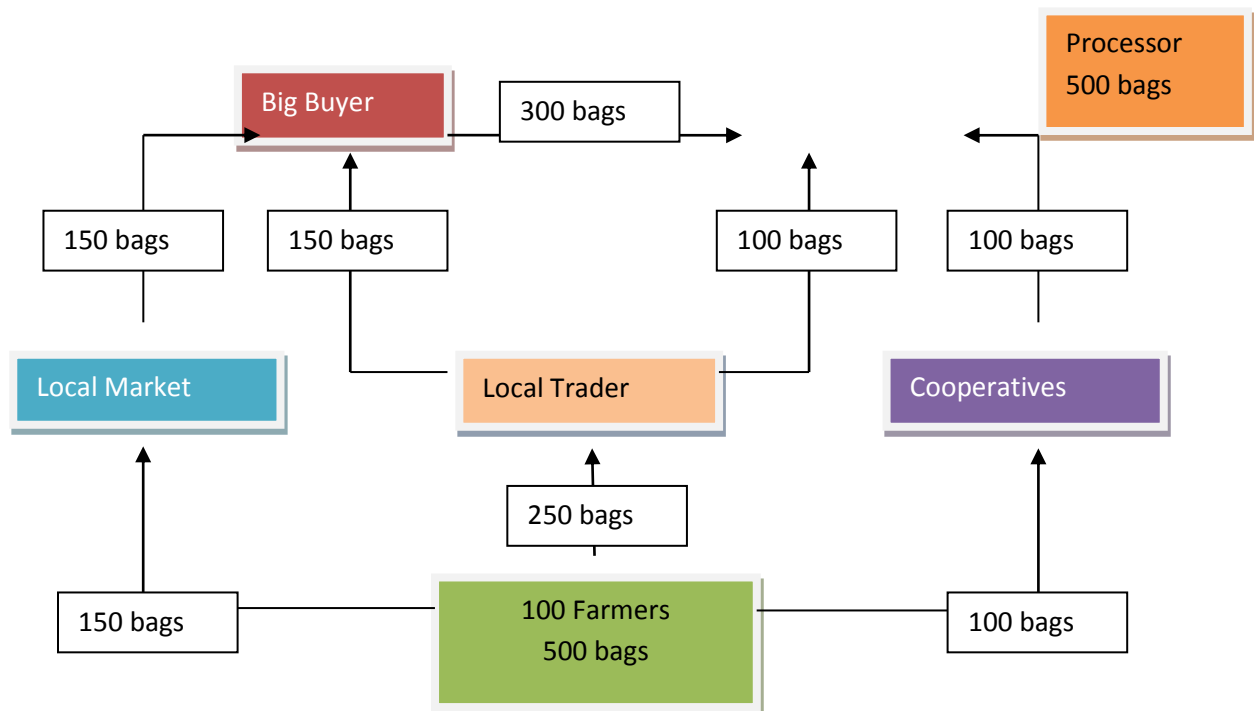 Processor
500 bags
Big Buyer
300 bags
150 bags
150 bags
100 bags
100 bags
Local Market
Local Trader
Cooperatives
250 bags
150 bags
100 Farmers
500 bags
100 bags